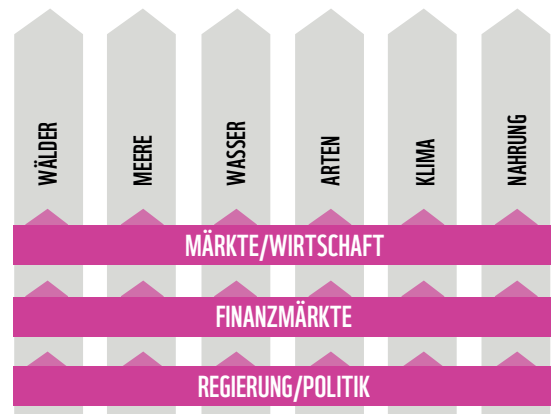 WÄLDER
MEERE
WASSER
ARTEN
KLIMA
NAHRUNG
MÄRKTE/WIRTSCHAFT
FINANZMÄRKTE
REGIERUNG/POLITIK